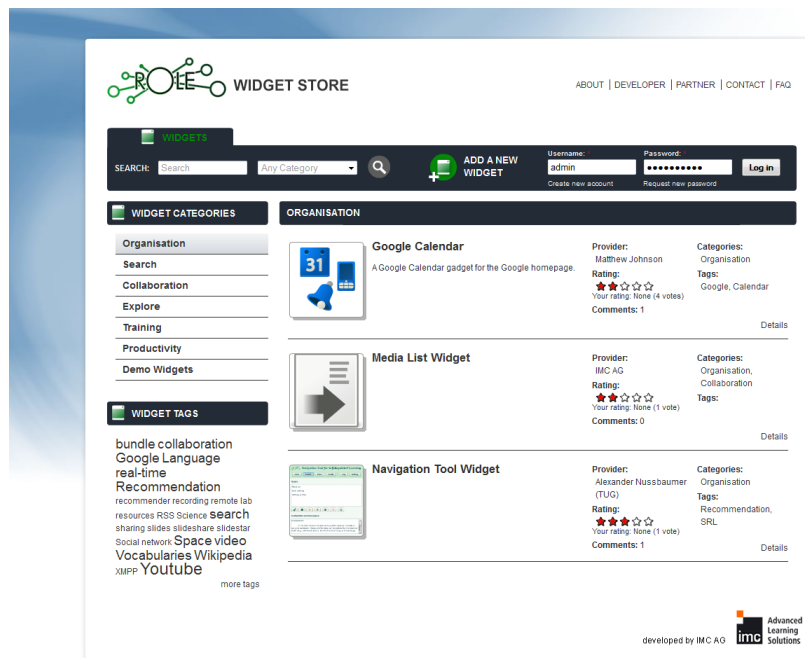 ROLE WIDGET STORE
ABOUT | DEVELOPER | PARTNER | CONTACT | FAQ
WIDGETS
SEARCH: Search Any Category
ADD A NEW
WIDGET
Username: Password:
admin •••••••••• Log in
Create new account Request new password
WIDGET CATEGORIES
Organisation
Search
Collaboration
Explore
Training
Productivity
Demo Widgets
WIDGET TAGS
bundle collaboration
Google Language
real-time
Recommendation
recommender recording remote lab
resources RSS Science search
sharing slides slideshare slidestar
Social network Space video
Vocabularies Wikipedia
XMPP Youtube
more tags
ORGANISATION
31
Google Calendar
A Google Calendar gadget for the Google homepage.
Provider:
Matthew Johnson
Rating:
Your rating: None (4 votes)
Comments: 1
Categories:
Organisation
Tags:
Google, Calendar
Details
Media List Widget
Provider:
IMC AG
Rating:
Your rating: None (1 vote)
Comments: 0
Categories:
Organisation,
Collaboration
Tags:
Details
Navigation Tool Widget
Provider:
Alexander Nussbaumer
(TUG)
Rating:
Your rating: None (1 vote)
Comments: 1
Categories:
Organisation
Tags:
Recommendation,
SRL
Details
developed by IMC AG
imc
Advanced
Learning
Solutions